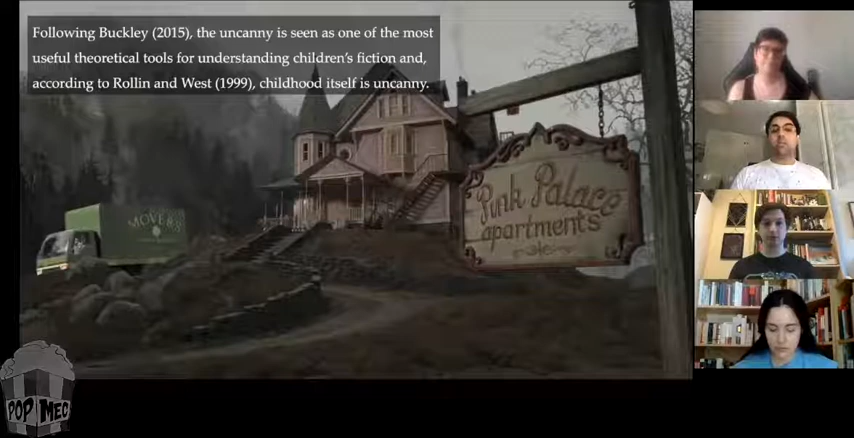 Following Buckley (2015), the uncanny is seen as one of the most
useful theoretical tools for understanding children's fiction and,
according to Rollin and West (1999), childhood itself is uncanny.
Pink Palace
apartments
MOVERS
POP MEC